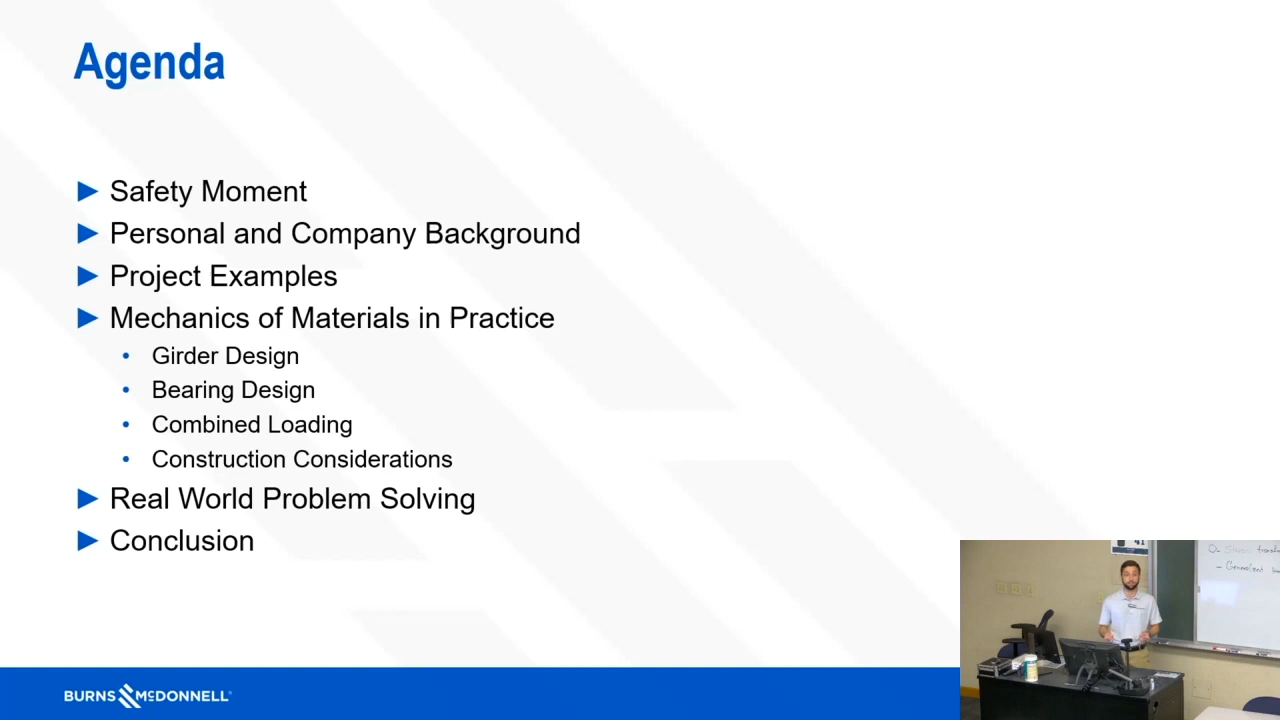 Agenda
Safety Moment
Personal and Company Background
Project Examples
Mechanics of Materials in Practice
Girder Design
Bearing Design
Combined Loading
Construction Considerations
Real World Problem Solving
Conclusion
BURNS McDONNELL
41